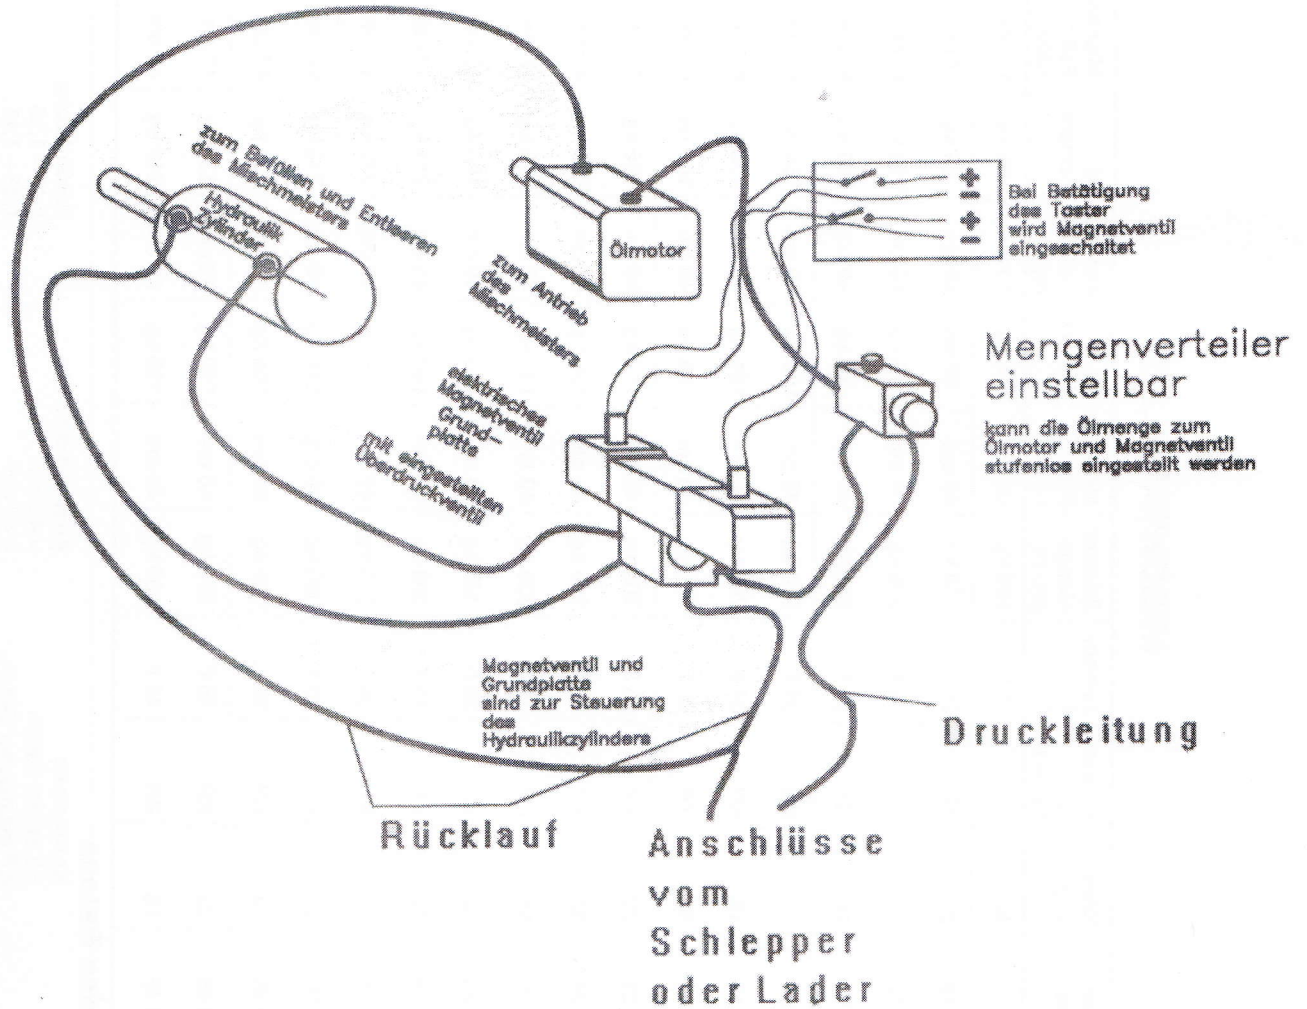 zum Befüllen und Entleeren
des Mischmeisters
Hydraulik
Zylinder
Ölmotor
zum Antrieb
des
Mischmeisters
+
−
+
−
Bei Betätigung
des Taster
wird Magnetventil
eingeschaltet
Mengenverteiler
einstellbar
kann die Ölmenge zum
Ölmotor und Magnetventil
stufenlos eingestellt werden
elektrisches
Magnetventil
Grund-
platte
mit eingestellten
Überdruckventil
Magnetventil und
Grundplatte
sind zur Steuerung
des
Hydraulikzylinders
Druckleitung
Rücklauf
Anschlüsse
vom
Schlepper
oder Lader